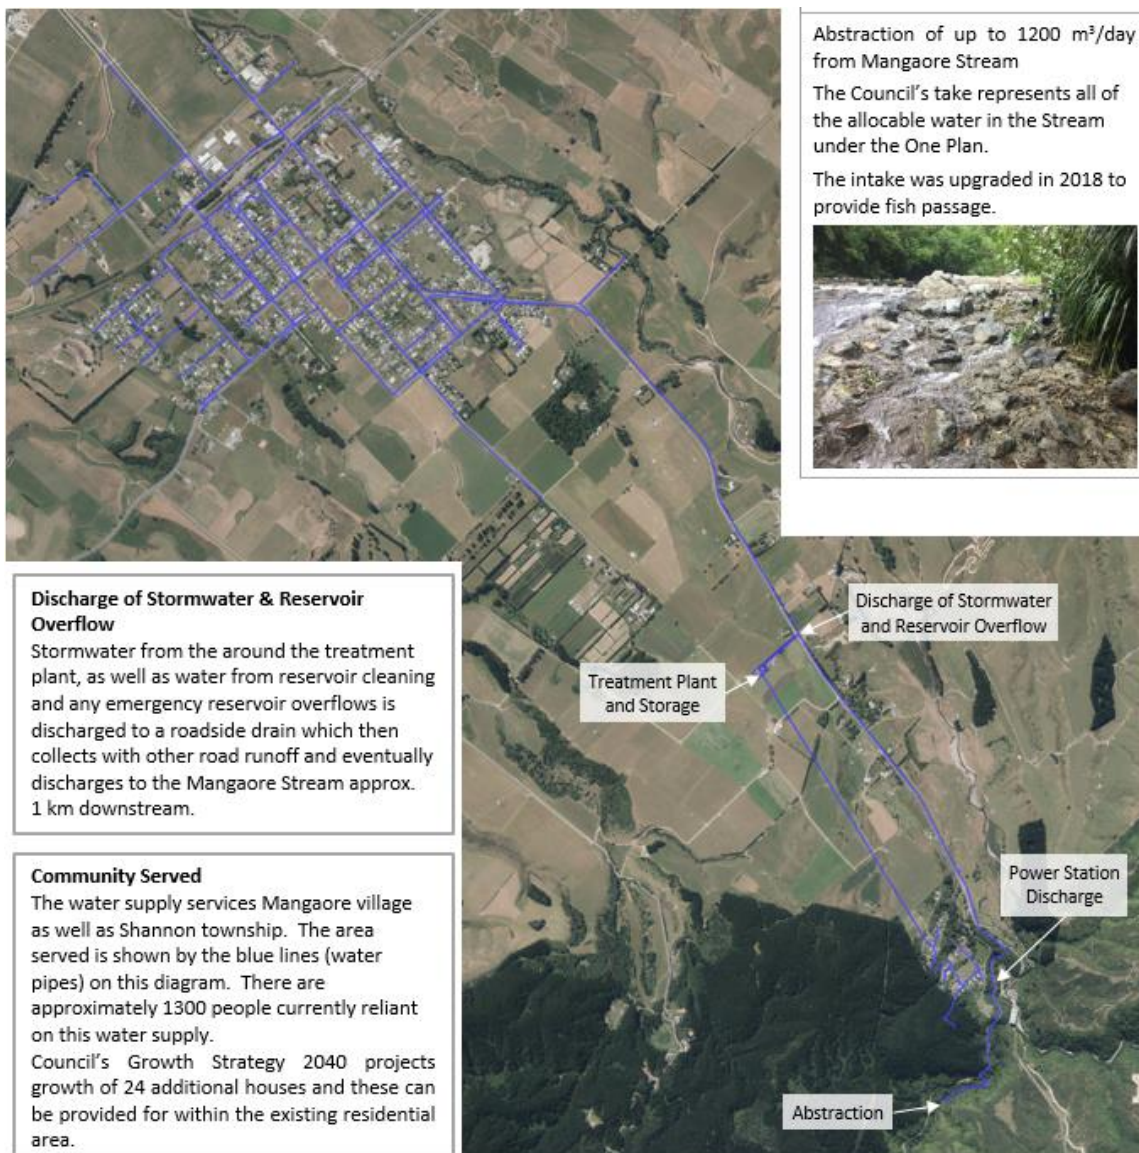 Abstraction of up to 1200 m³/day
from Mangaore Stream
The Council's take represents all of
the allocable water in the Stream
under the One Plan.
The intake was upgraded in 2018 to
provide fish passage.
Discharge of Stormwater & Reservoir
Overflow
Stormwater from the around the treatment
plant, as well as water from reservoir cleaning
and any emergency reservoir overflows is
discharged to a roadside drain which then
collects with other road runoff and eventually
discharges to the Mangaore Stream approx.
1 km downstream.
Discharge of Stormwater
and Reservoir Overflow
Treatment Plant
and Storage
Community Served
The water supply services Mangaore village
as well as Shannon township. The area
served is shown by the blue lines (water
pipes) on this diagram. There are
approximately 1300 people currently reliant
on this water supply.
Council's Growth Strategy 2040 projects
growth of 24 additional houses and these can
be provided for within the existing residential
area.
Power Station
Discharge
Abstraction